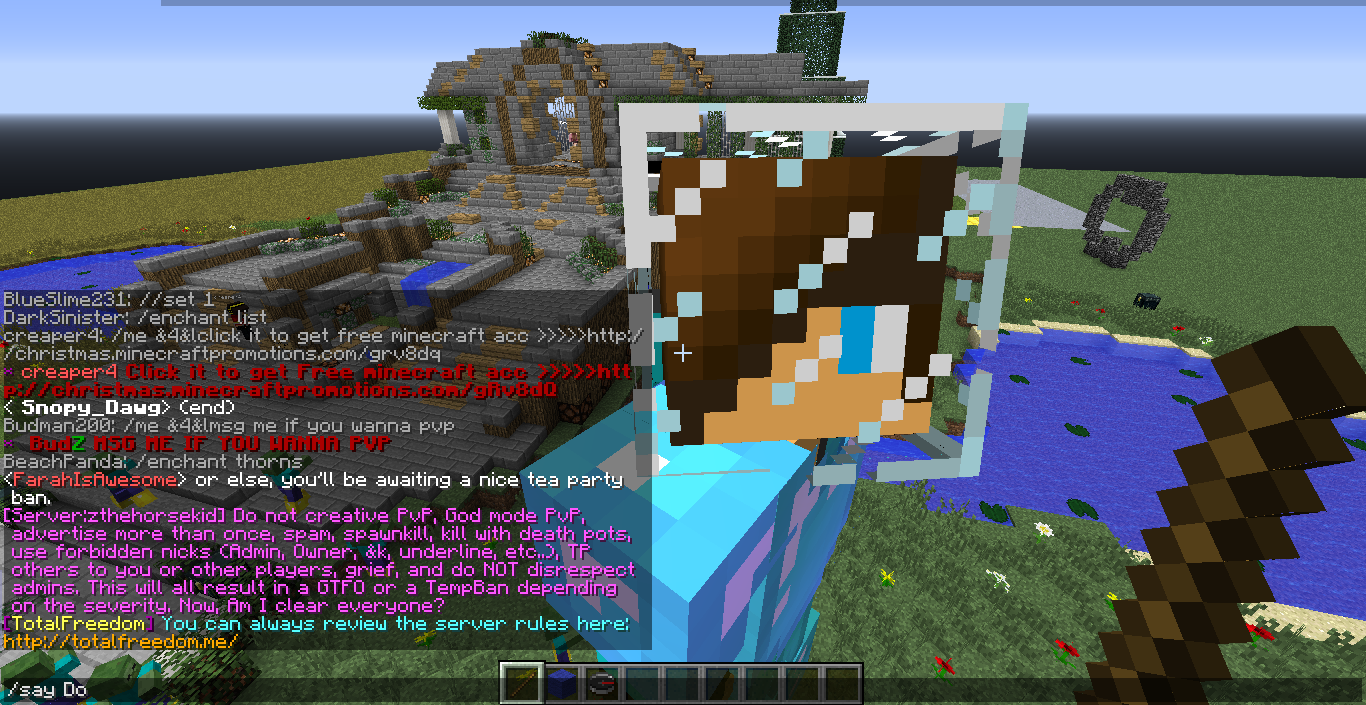 BlueSlime231: //set 1
DarkSinister: /enchant list
creaper4: /me &4&lclick it to get free minecraft acc >>>>>http:/
/christmas.minecraftpromotions.com/grv8dq
* creaper4 Click it to get Free minecraft acc >>>>>htt
p://christmas.minecraftpromotions.com/gRv8dQ
< Snopy_Dawg> (end)
Budman200: /me &4&lmsg me if you wanna pvp
* BudZ MSG ME IF YOU WANNA PVP
BeachPanda: /enchant thorns
<FarahIsAwesome> or else, you'll be awaiting a nice tea party
ban.
[Server:zthehorsekid] Do not creative PvP, God mode PvP,
advertise more than once, spam, spawnkill, kill with death pots,
use forbidden nicks (Admin, Owner, &k, underline, etc..), TP
others to you or other players, grief, and do NOT disrespect
admins. This will all result in a GTFO or a TempBan depending
on the severity. Now, Am I clear everyone?
[TotalFreedom] You can always review the server rules here:
http://totalfreedom.me/
/say Do